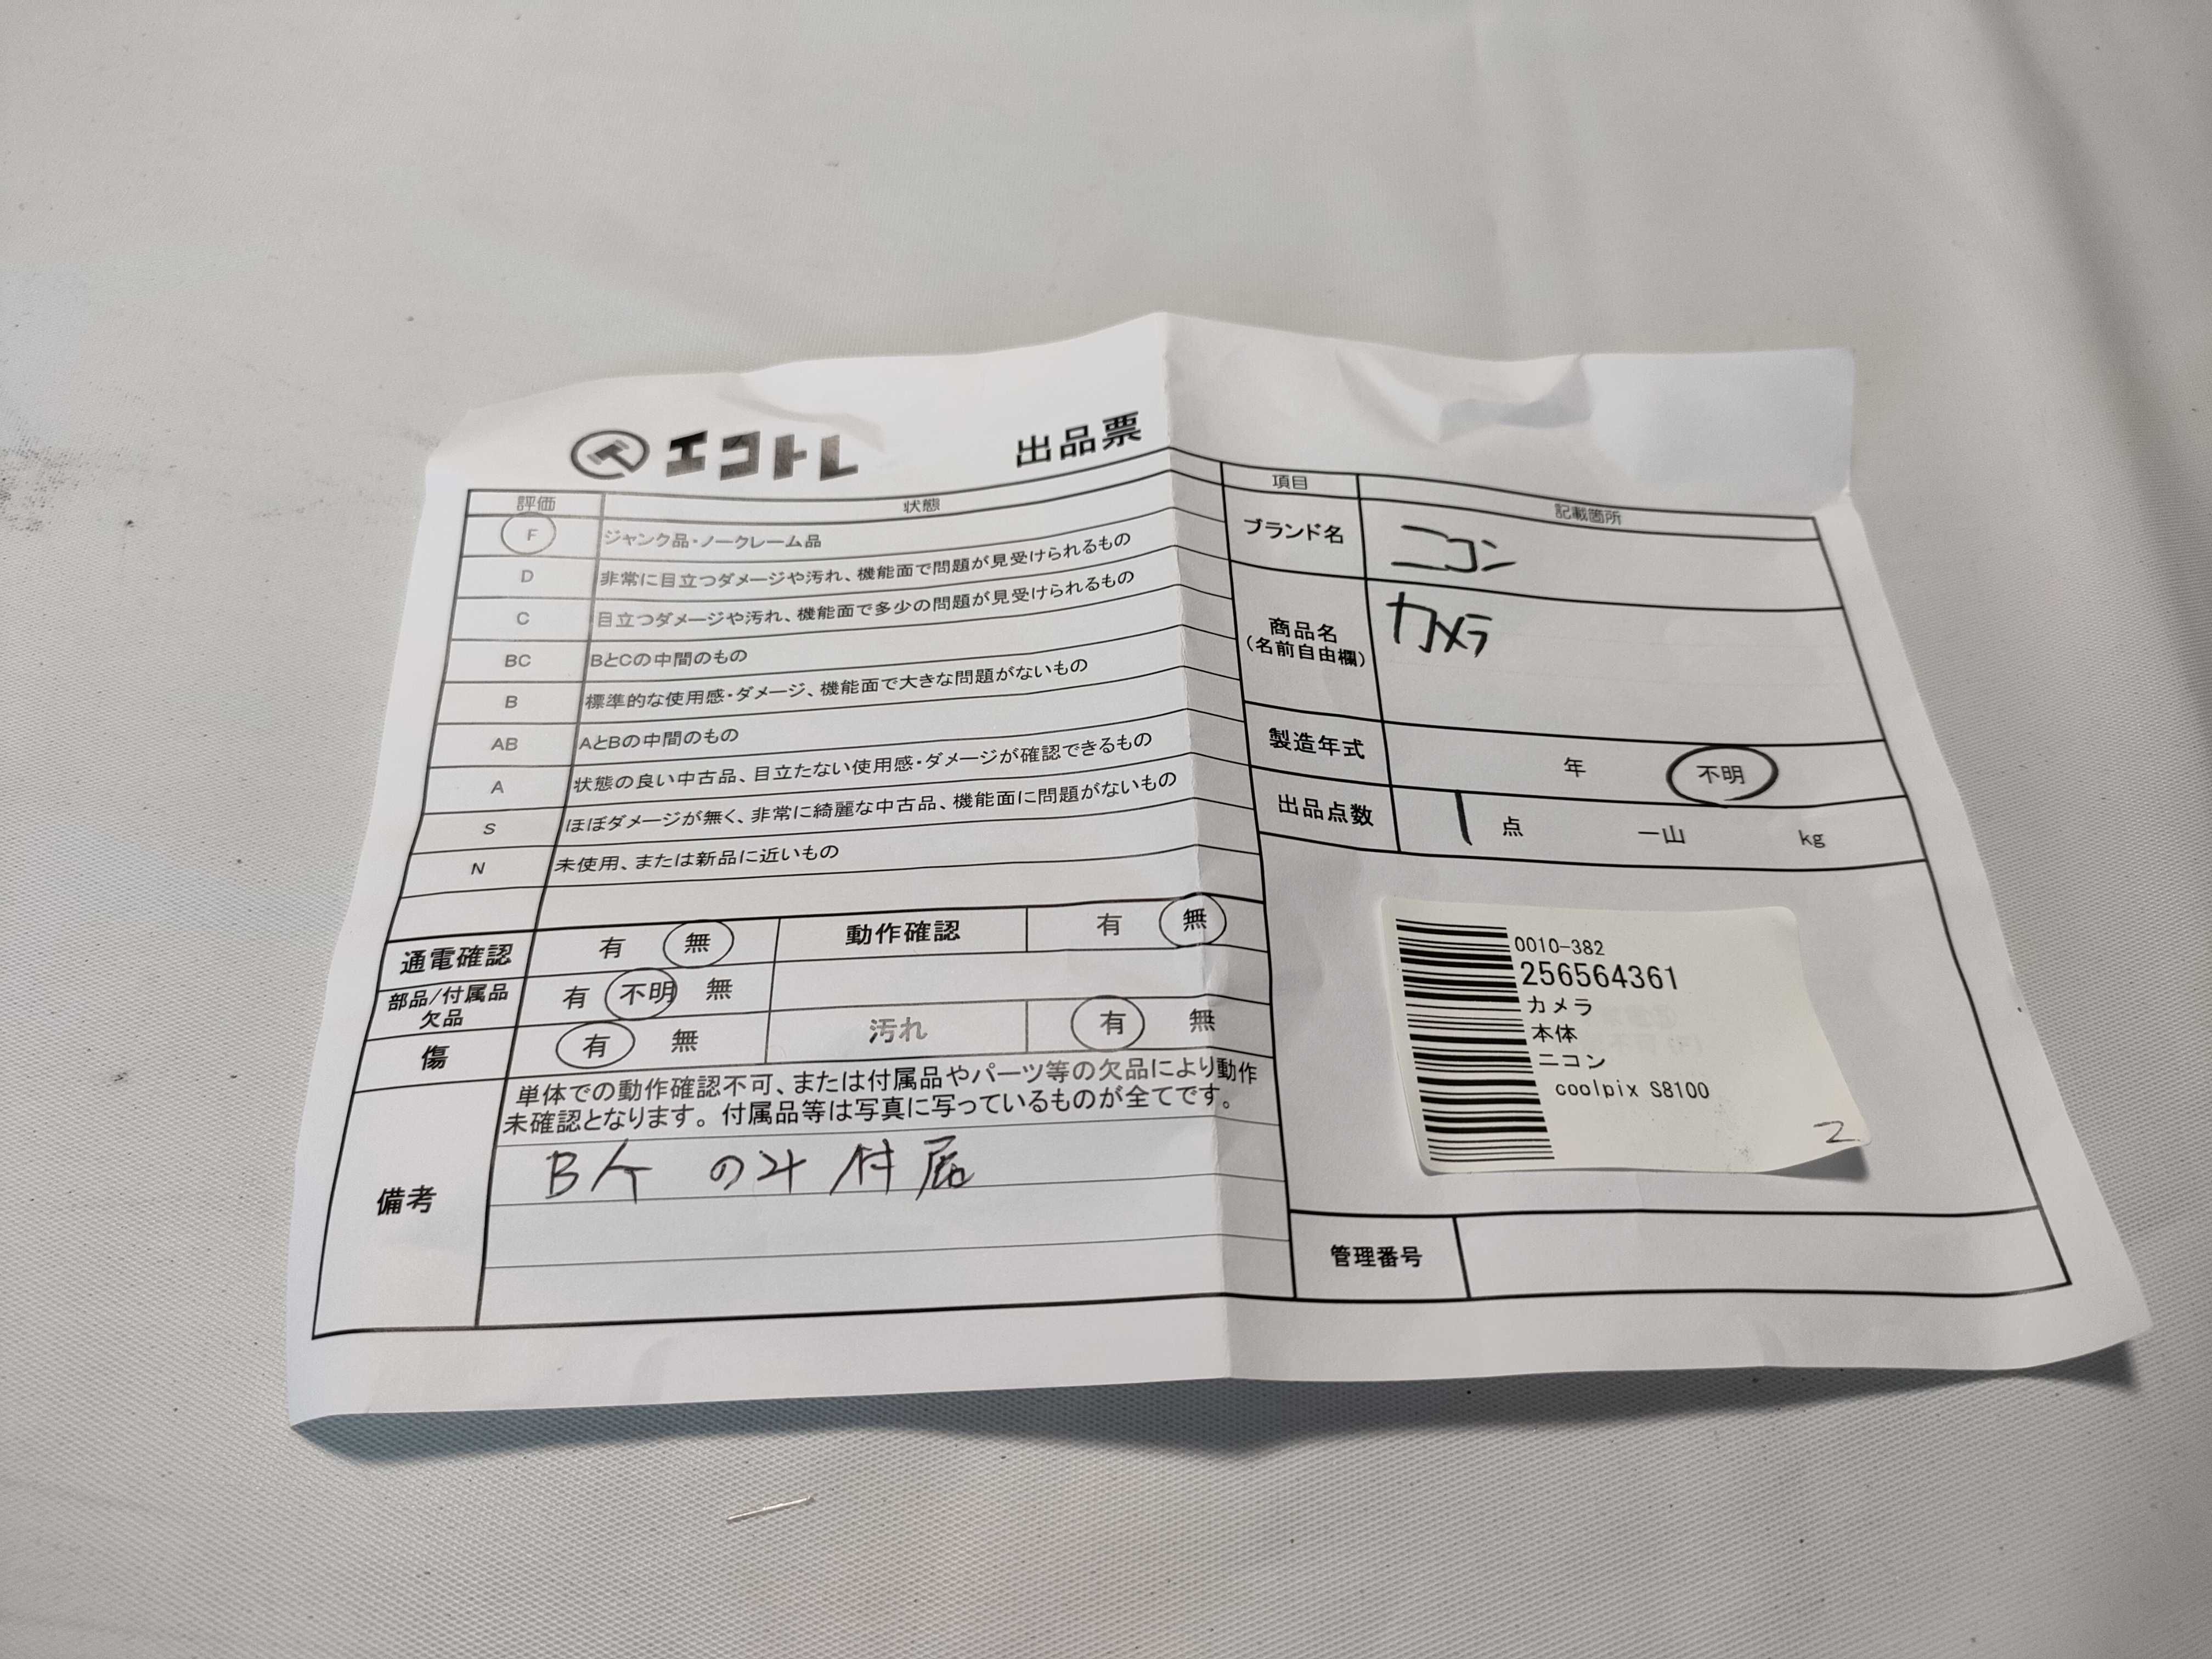 エコトレ 出品票
評価 状態
F ジャンク品・ノークレーム品
D 非常に目立つダメージや汚れ、機能面で問題が見受けられるもの
C 目立つダメージや汚れ、機能面で多少の問題が見受けられるもの
BC BとCの中間のもの
B 標準的な使用感・ダメージ、機能面で大きな問題がないもの
AB AとBの中間のもの
A 状態の良い中古品、目立たない使用感・ダメージが確認できるもの
S ほぼダメージが無く、非常に綺麗な中古品、機能面に問題がないもの
N 未使用、または新品に近いもの
通電確認 有 無 動作確認 有 無
部品/付属品
欠品 有 不明 無
傷 有 無 汚れ 有 無
備考
単体での動作確認不可、または付属品やパーツ等の欠品により動作
未確認となります。付属品等は写真に写っているものが全てです。
Bケ のみ付属
項目 記載箇所
ブランド名 ニコン
商品名
(名前自由欄) カメラ
製造年式 年 不明
出品点数 1 点 一山 kg
0010-382
256564361
カメラ
本体
ニコン
coolpix S8100
2
管理番号